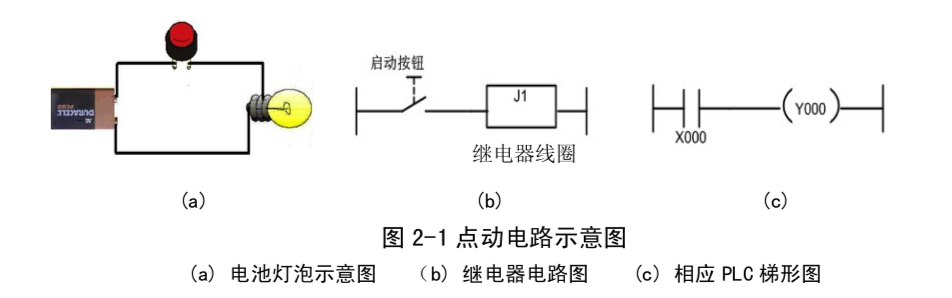 启动按钮
J1
继电器线圈
X000
Y000
DURACELL
PLUS
(a)
(b)
(c)
图 2-1 点动电路示意图
(a) 电池灯泡示意图 (b) 继电器电路图 (c) 相应 PLC 梯形图